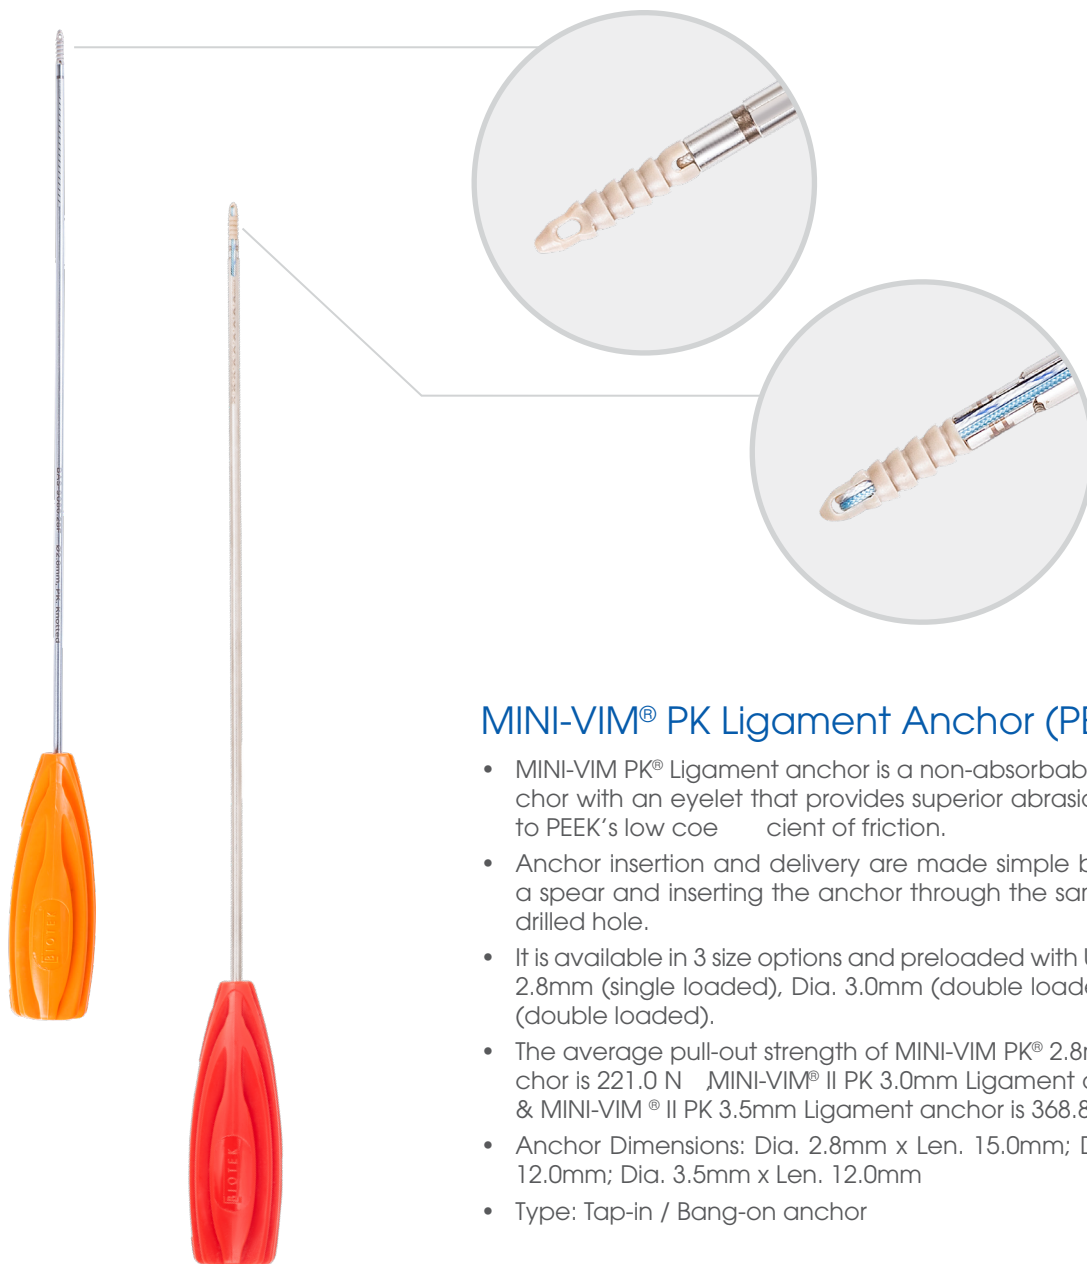 MINI-VIM® PK Ligament Anchor (PE
• MINI-VIM PK® Ligament anchor is a non-absorbab
chor with an eyelet that provides superior abrasi
to PEEK's low coe cient of friction.
• Anchor insertion and delivery are made simple b
a spear and inserting the anchor through the sar
drilled hole.
• It is available in 3 size options and preloaded with U
2.8mm (single loaded), Dia. 3.0mm (double load
(double loaded).
• The average pull-out strength of MINI-VIM PK® 2.8
chor is 221.0 N ,MINI-VIM® II PK 3.0mm Ligament
& MINI-VIM ® II PK 3.5mm Ligament anchor is 368.8
• Anchor Dimensions: Dia. 2.8mm x Len. 15.0mm; D
12.0mm; Dia. 3.5mm x Len. 12.0mm
• Type: Tap-in / Bang-on anchor
BIOTEK
BIOTEK